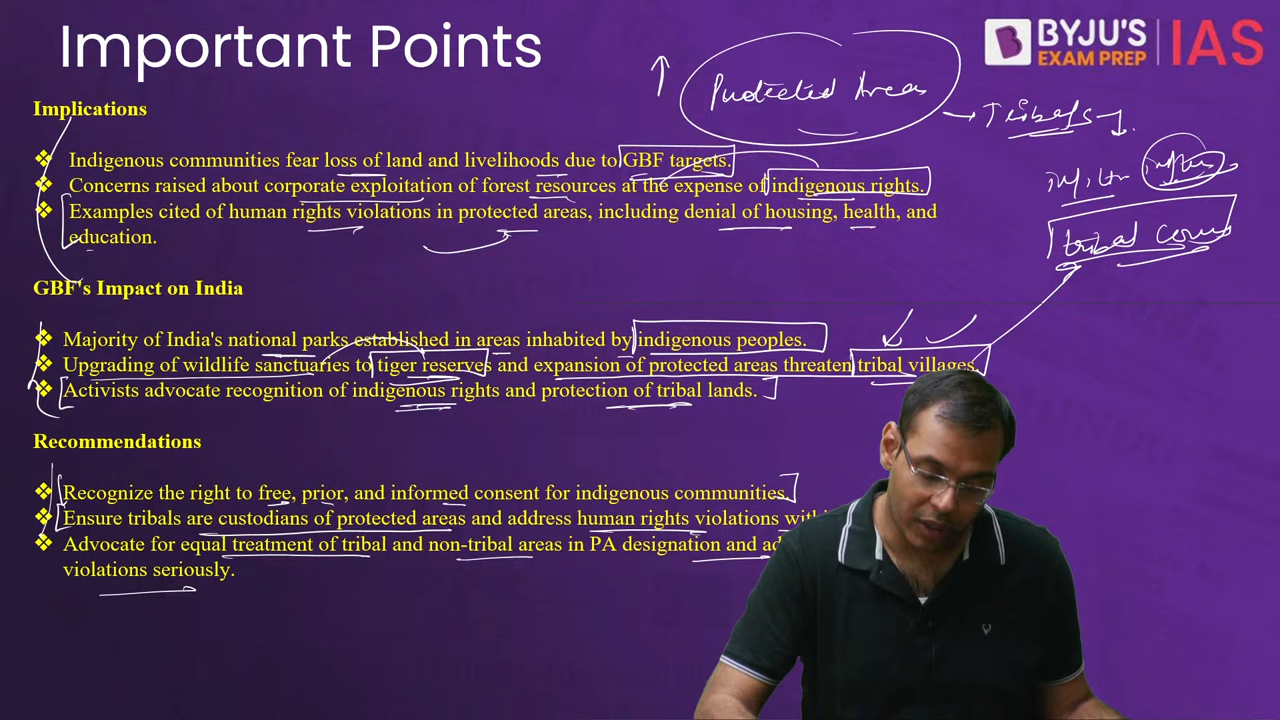 Important Points
BYJU'S
EXAM PREP
IAS
Protected Areas
Implications
Indigenous communities fear loss of land and livelihoods due to GBF targets.
Concerns raised about corporate exploitation of forest resources at the expense of indigenous rights.
Examples cited of human rights violations in protected areas, including denial of housing, health, and
education.
tribal
GBF's Impact on India
Majority of India's national parks established in areas inhabited by indigenous peoples.
Upgrading of wildlife sanctuaries to tiger reserves and expansion of protected areas threaten tribal villages.
Activists advocate recognition of indigenous rights and protection of tribal lands.
Recommendations
Recognize the right to free, prior, and informed consent for indigenous communities.
Ensure tribals are custodians of protected areas and address human rights violations
Advocate for equal treatment of tribal and non-tribal areas in PA designation and
violations seriously.